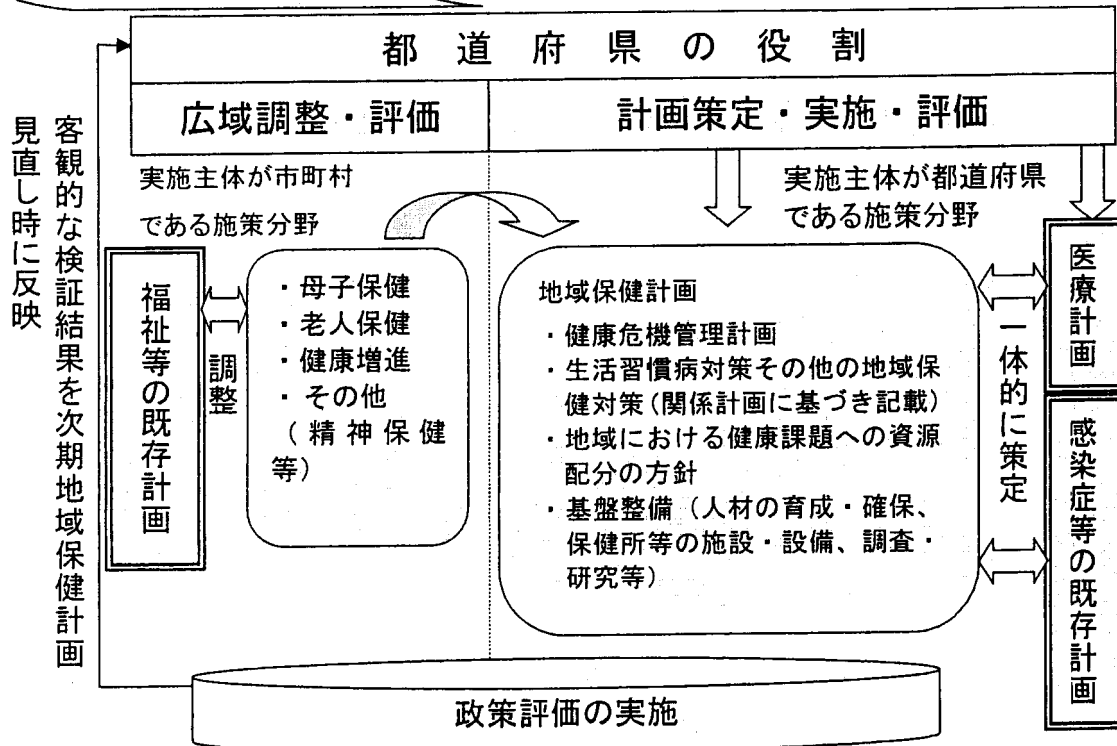 都道府県の役割
広域調整・評価
計画策定・実施・評価
実施主体が市町村
である施策分野
実施主体が都道府県
である施策分野
客観的な検証結果を次期地域保健計画
見直し時に反映
福祉等の既存計画
調整
・母子保健
・老人保健
・健康増進
・その他
（精神保健
等）
地域保健計画
・健康危機管理計画
・生活習慣病対策その他の地域保
健対策（関係計画に基づき記載）
・地域における健康課題への資源
配分の方針
・基盤整備（人材の育成・確保、
保健所等の施設・設備、調査・
研究等）
一体的に策定
医療計画
感染症等の既存計画
政策評価の実施